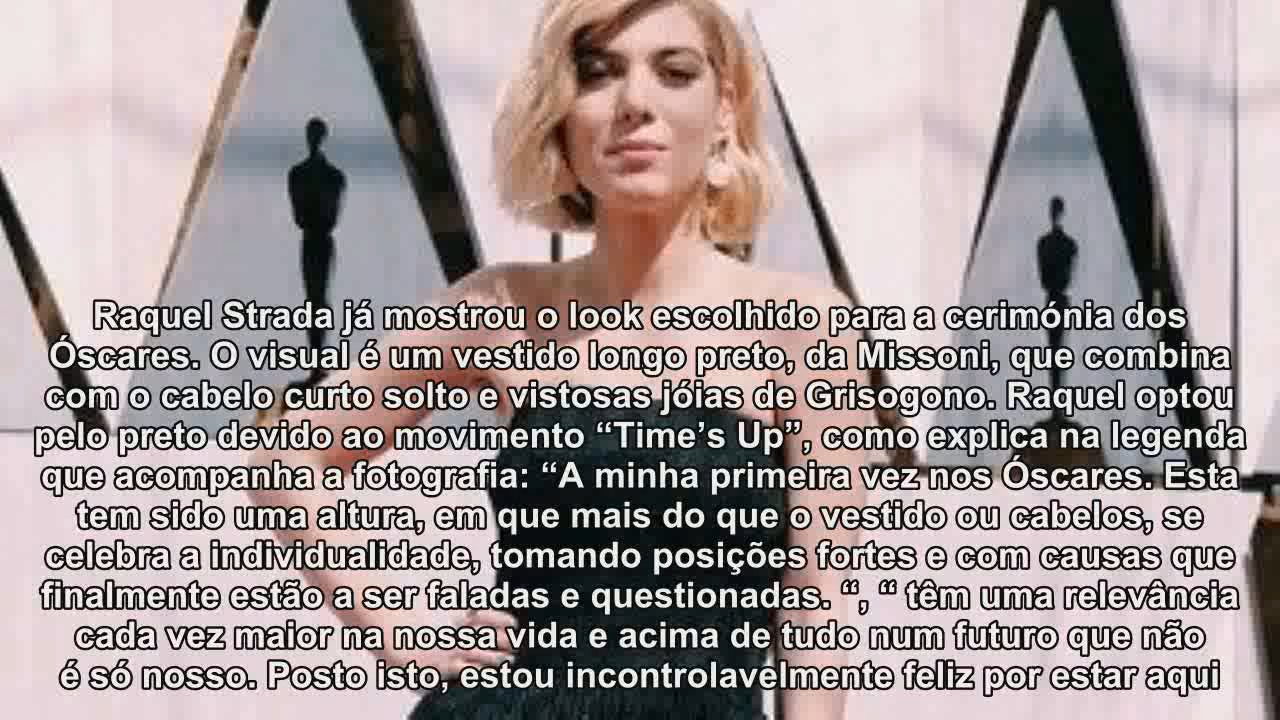 Raquel Strada já mostrou o look escolhido para a cerimónia dos
Óscares. O visual é um vestido longo preto, da Missoni, que combina
com o cabelo curto solto e vistosas jóias de Grisogono. Raquel optou
pelo preto devido ao movimento “Time’s Up”, como explica na legenda
que acompanha a fotografia: “A minha primeira vez nos Óscares. Esta
tem sido uma altura, em que mais do que o vestido ou cabelos, se
celebra a individualidade, tomando posições fortes e com causas que
finalmente estão a ser faladas e questionadas. “, “ têm uma relevância
cada vez maior na nossa vida e acima de tudo num futuro que não
é só nosso. Posto isto, estou incontrolavelmente feliz por estar aqui